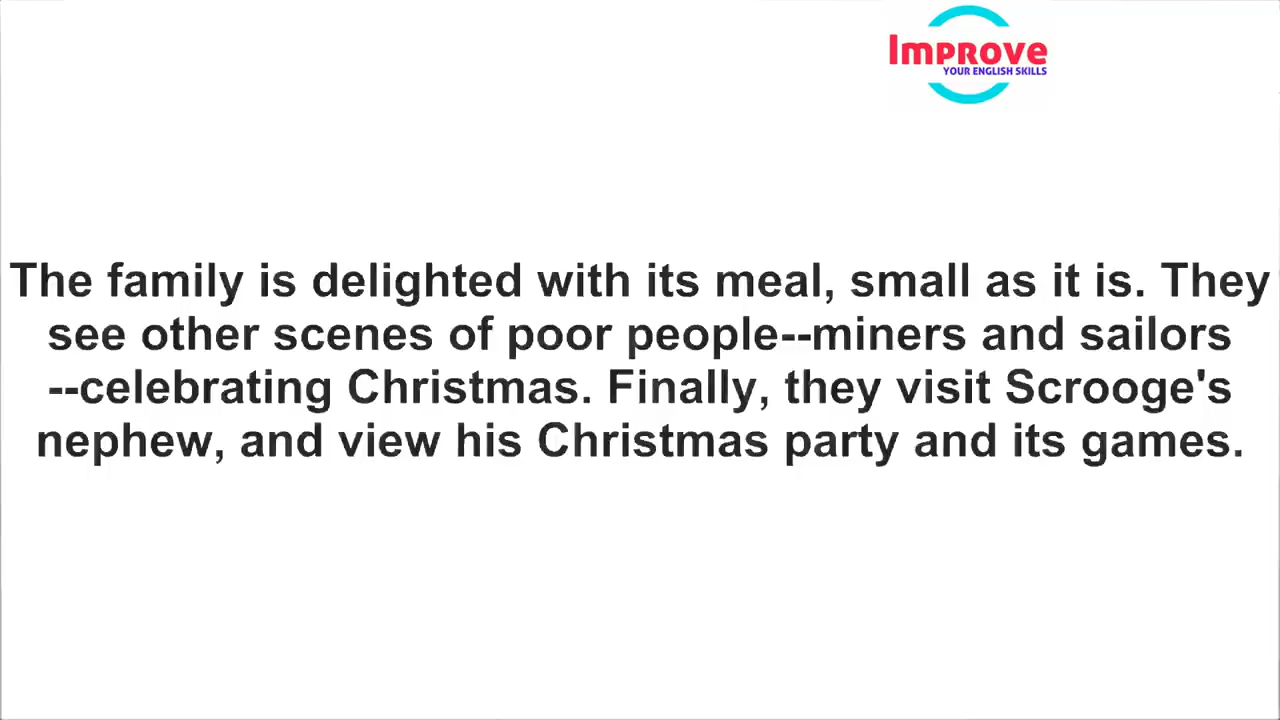 Improve
YOUR ENGLISH SKILLS
The family is delighted with its meal, small as it is. They
see other scenes of poor people--miners and sailors
--celebrating Christmas. Finally, they visit Scrooge's
nephew, and view his Christmas party and its games.